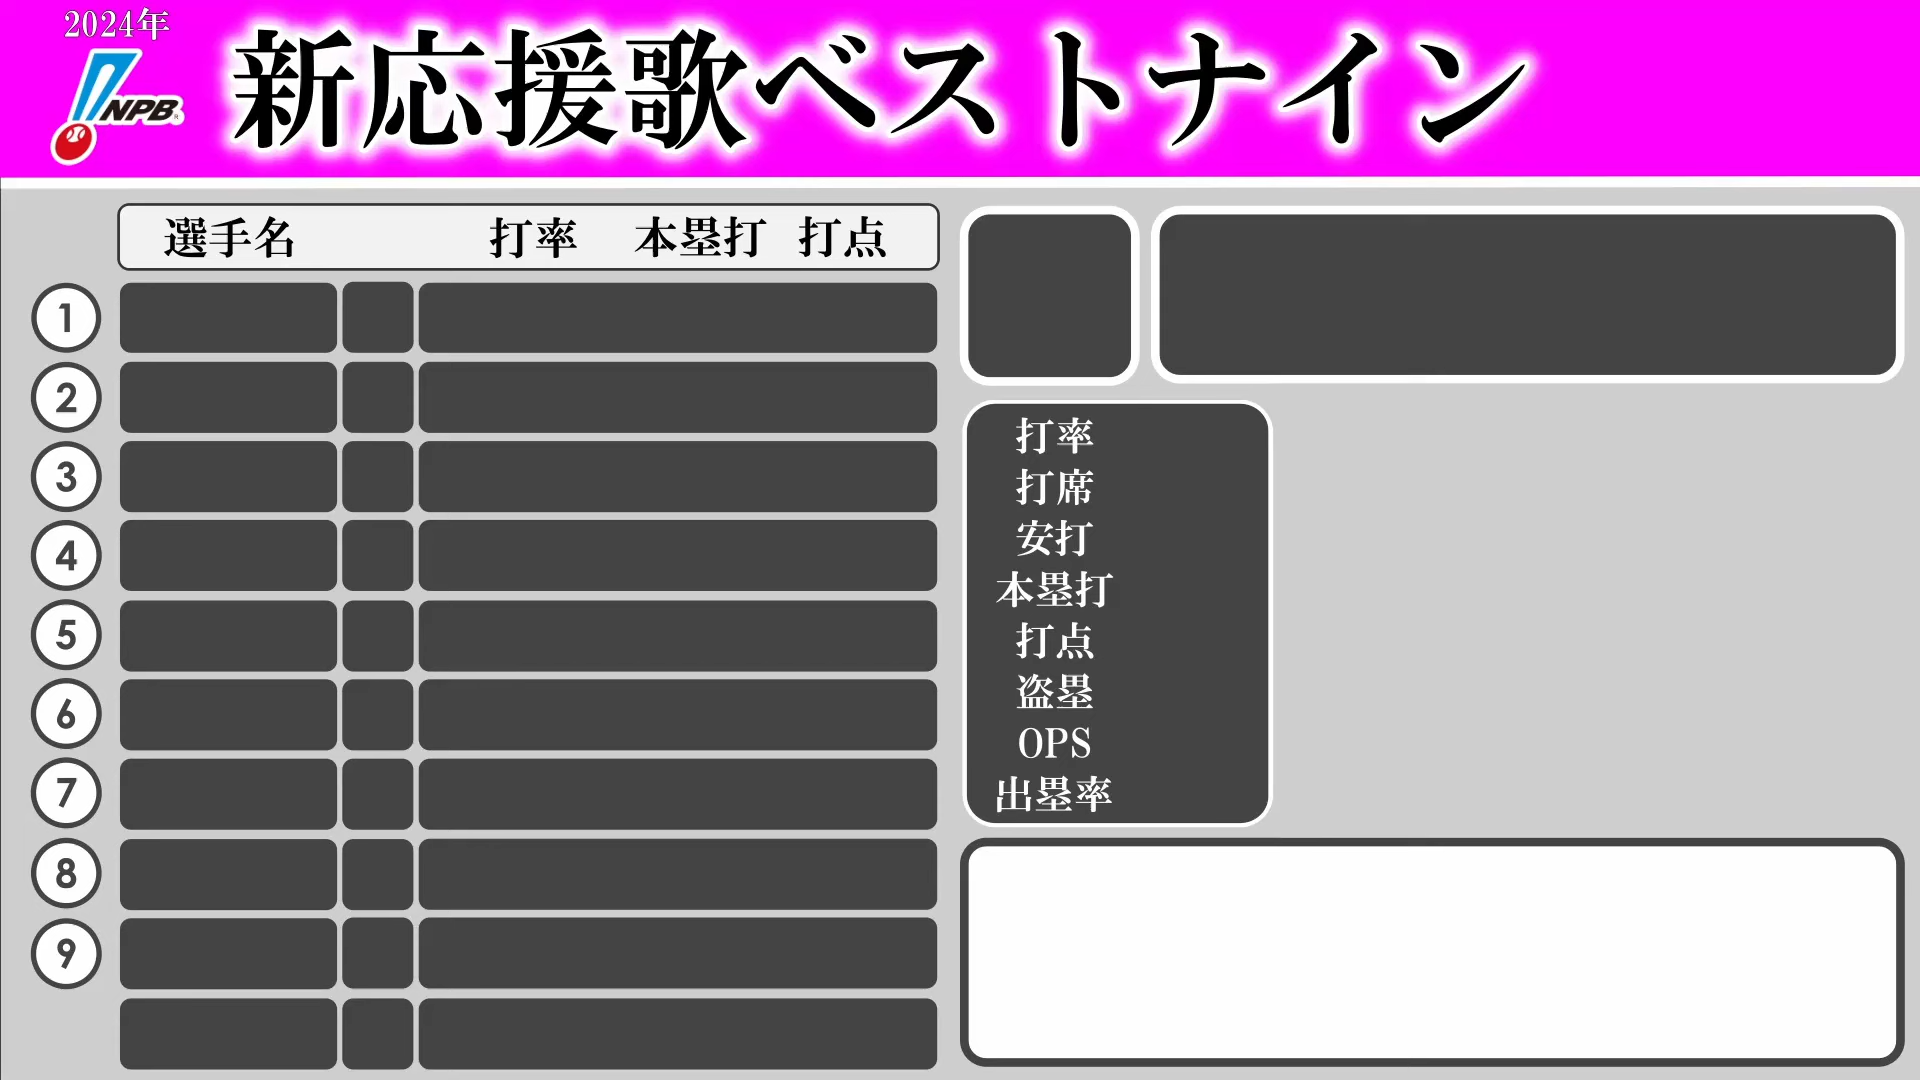 2024年
NPB
新応援歌ベストナイン
選手名 打率 本塁打 打点
1
2
3
4
5
6
7
8
9
打率
打席
安打
本塁打
打点
盗塁
OPS
出塁率